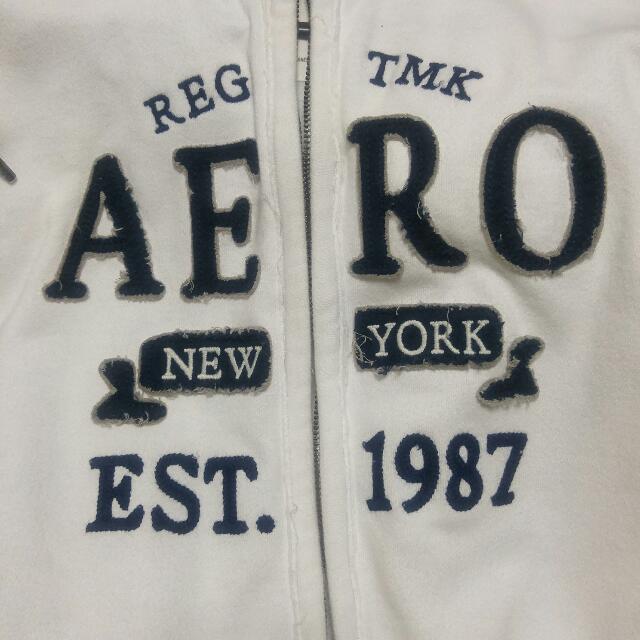 REG TMK
AERO
NEW YORK
EST. 1987